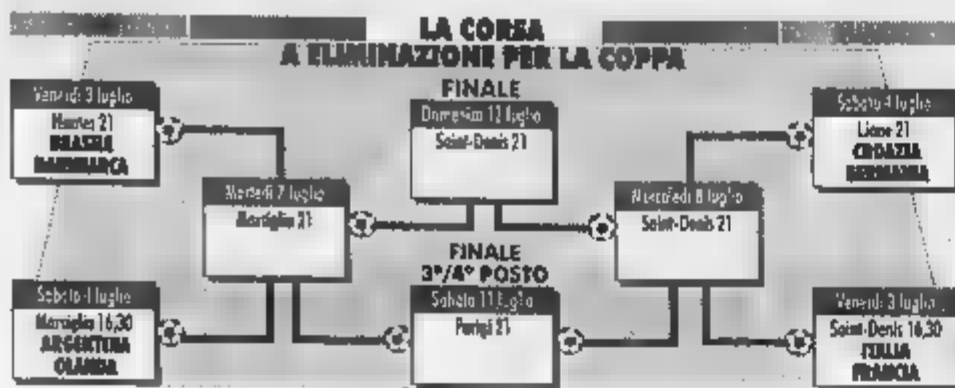 LA CORSA
A ELIMINAZIONE PER LA COPPA
Venerdì 3 luglio
Nantes 21
BRASILE
DANIMARCA
Sabato 4 luglio
Marsiglia 16,30
ARGENTINA
OLANDA
Martedì 7 luglio
Marsiglia 21
FINALE
Domenica 12 luglio
Saint-Denis 21
FINALE
3°/4° POSTO
Sabato 11 luglio
Parigi 21
Mercoledì 8 luglio
Saint-Denis 21
Sabato 4 luglio
Lione 21
CROAZIA
GERMANIA
Venerdì 3 luglio
Saint-Denis 16,30
ITALIA
FRANCIA